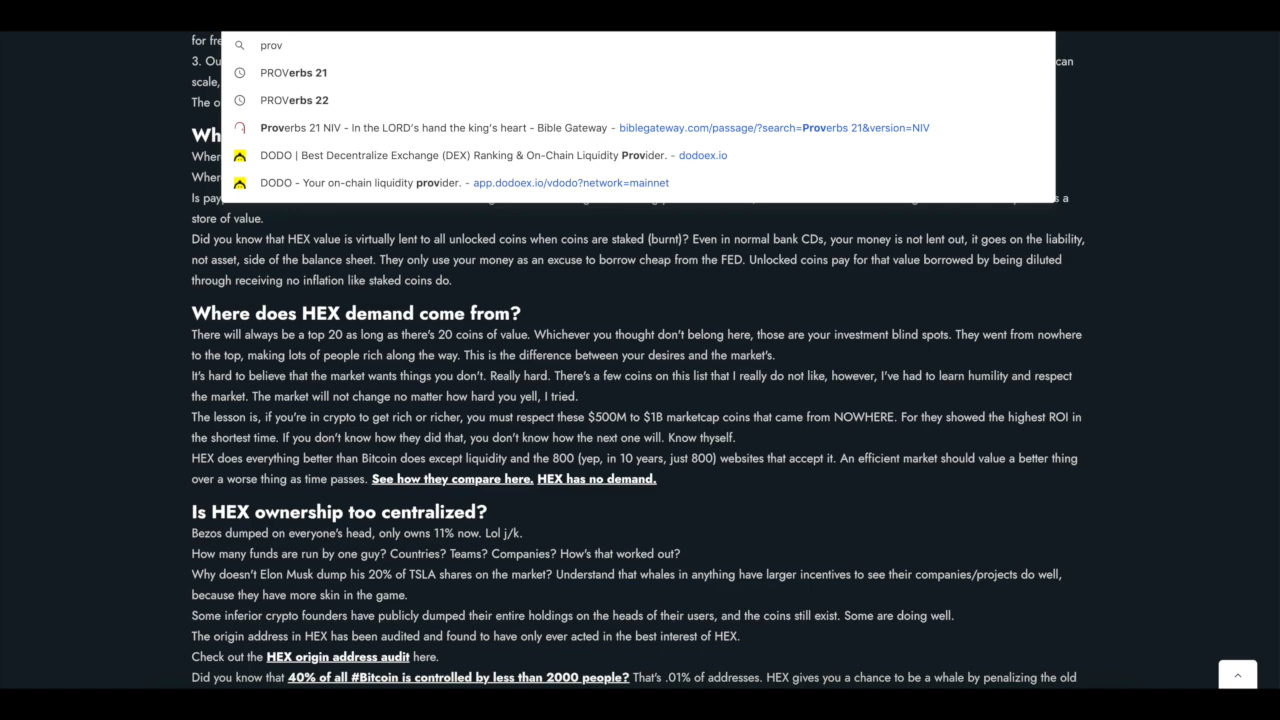 for fre
3. Ou can
scale,
The o
prov
PROVerbs 21
PROVerbs 22
Proverbs 21 NIV - In the LORD's hand the king's heart - Bible Gateway - biblegateway.com/passage/?search=Proverbs 21&version=NIV
DODO | Best Decentralize Exchange (DEX) Ranking & On-Chain Liquidity Provider. - dodoex.io
DODO - Your on-chain liquidity provider. - app.dodoex.io/vdodo?network=mainnet
Wh
Wher
Wher
Is pay s a
store of value.
Did you know that HEX value is virtually lent to all unlocked coins when coins are staked (burnt)? Even in normal bank CDs, your money is not lent out, it goes on the liability,
not asset, side of the balance sheet. They only use your money as an excuse to borrow cheap from the FED. Unlocked coins pay for that value borrowed by being diluted
through receiving no inflation like staked coins do.
Where does HEX demand come from?
There will always be a top 20 as long as there's 20 coins of value. Whichever you thought don't belong here, those are your investment blind spots. They went from nowhere
to the top, making lots of people rich along the way. This is the difference between your desires and the market's.
It's hard to believe that the market wants things you don't. Really hard. There's a few coins on this list that I really do not like, however, I've had to learn humility and respect
the market. The market will not change no matter how hard you yell, I tried.
The lesson is, if you're in crypto to get rich or richer, you must respect these $500M to $1B marketcap coins that came from NOWHERE. For they showed the highest ROI in
the shortest time. If you don't know how they did that, you don't know how the next one will. Know thyself.
HEX does everything better than Bitcoin does except liquidity and the 800 (yep, in 10 years, just 800) websites that accept it. An efficient market should value a better thing
over a worse thing as time passes. See how they compare here. HEX has no demand.
Is HEX ownership too centralized?
Bezos dumped on everyone's head, only owns 11% now. Lol j/k.
How many funds are run by one guy? Countries? Teams? Companies? How's that worked out?
Why doesn't Elon Musk dump his 20% of TSLA shares on the market? Understand that whales in anything have larger incentives to see their companies/projects do well,
because they have more skin in the game.
Some inferior crypto founders have publicly dumped their entire holdings on the heads of their users, and the coins still exist. Some are doing well.
The origin address in HEX has been audited and found to have only ever acted in the best interest of HEX.
Check out the HEX origin address audit here.
Did you know that 40% of all #Bitcoin is controlled by less than 2000 people? That's .01% of addresses. HEX gives you a chance to be a whale by penalizing the old